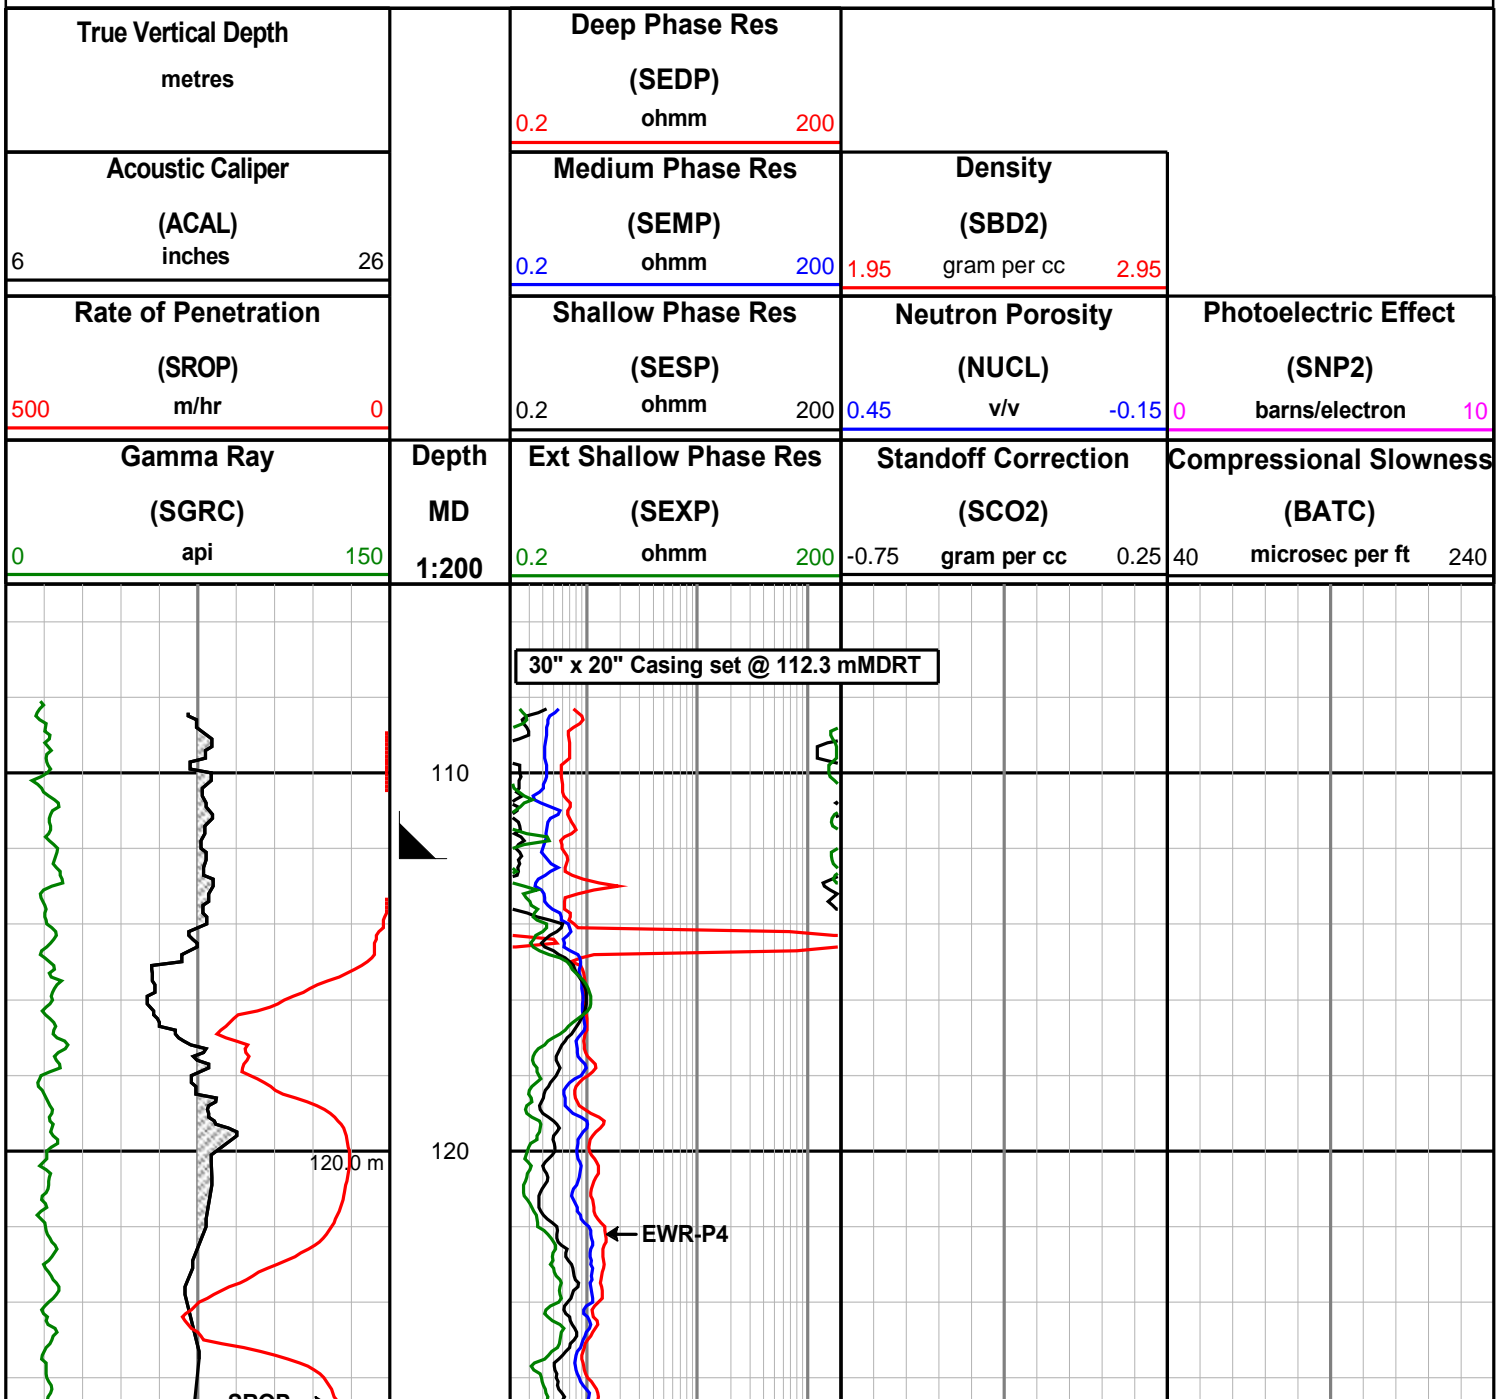 True Vertical Depth
metres
Deep Phase Res
(SEDP)
0.2 ohmm 200
Acoustic Caliper
(ACAL)
6 inches 26
Medium Phase Res
(SEMP)
0.2 ohmm 200
Density
(SBD2)
1.95 gram per cc 2.95
Rate of Penetration
(SROP)
500 m/hr 0
Shallow Phase Res
(SESP)
0.2 ohmm 200
Neutron Porosity
(NUCL)
0.45 v/v -0.15
Photoelectric Effect
(SNP2)
0 barns/electron 10
Gamma Ray
(SGRC)
0 api 150
Depth
MD
1:200
Ext Shallow Phase Res
(SEXP)
0.2 ohmm 200
Standoff Correction
(SCO2)
-0.75 gram per cc 0.25
Compressional Slowness
(BATC)
40 microsec per ft 240
30" x 20" Casing set @ 112.3 mMDRT
110
120
120.0 m
EWR-P4
SROP